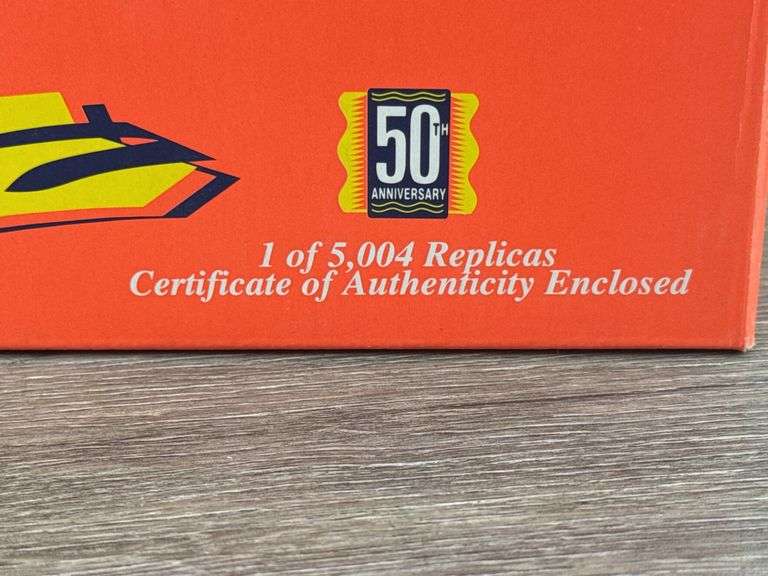 50TH
ANNIVERSARY
1 of 5,004 Replicas
Certificate of Authenticity Enclosed